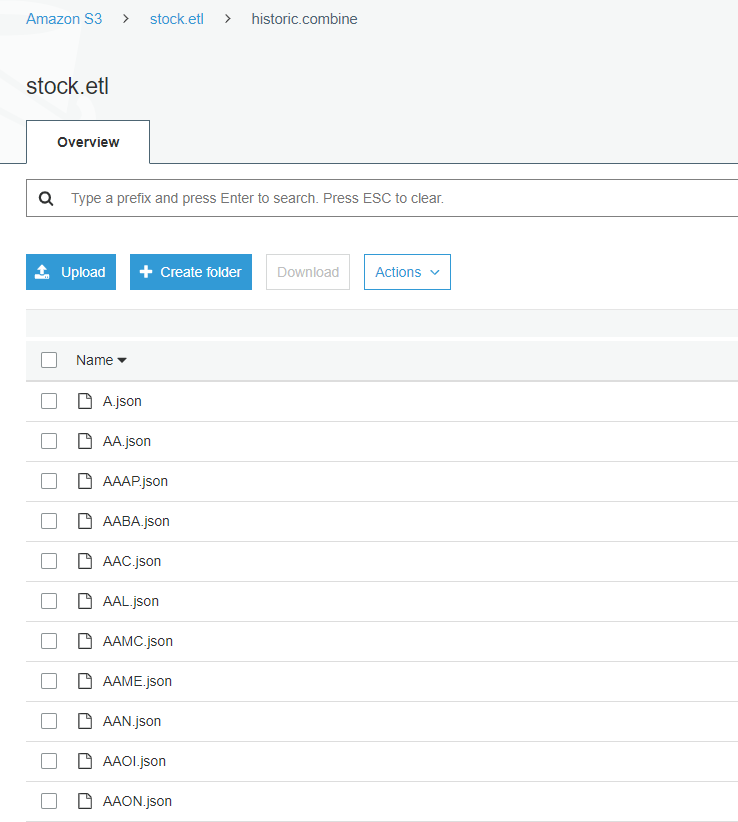 Amazon S3 > stock.etl > historic.combine
stock.etl
Overview
Type a prefix and press Enter to search. Press ESC to clear.
Upload Create folder Download Actions
Name
A.json
AA.json
AAAP.json
AABA.json
AAC.json
AAL.json
AAMC.json
AAME.json
AAN.json
AAOI.json
AAON.json